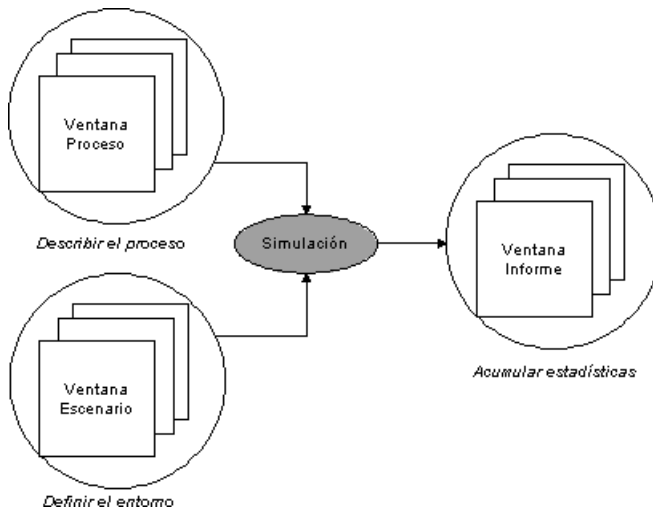 Ventana
Proceso
Describir el proceso
Simulación
Ventana
Informe
Acumular estadísticas
Ventana
Escenario
Definir el entorno